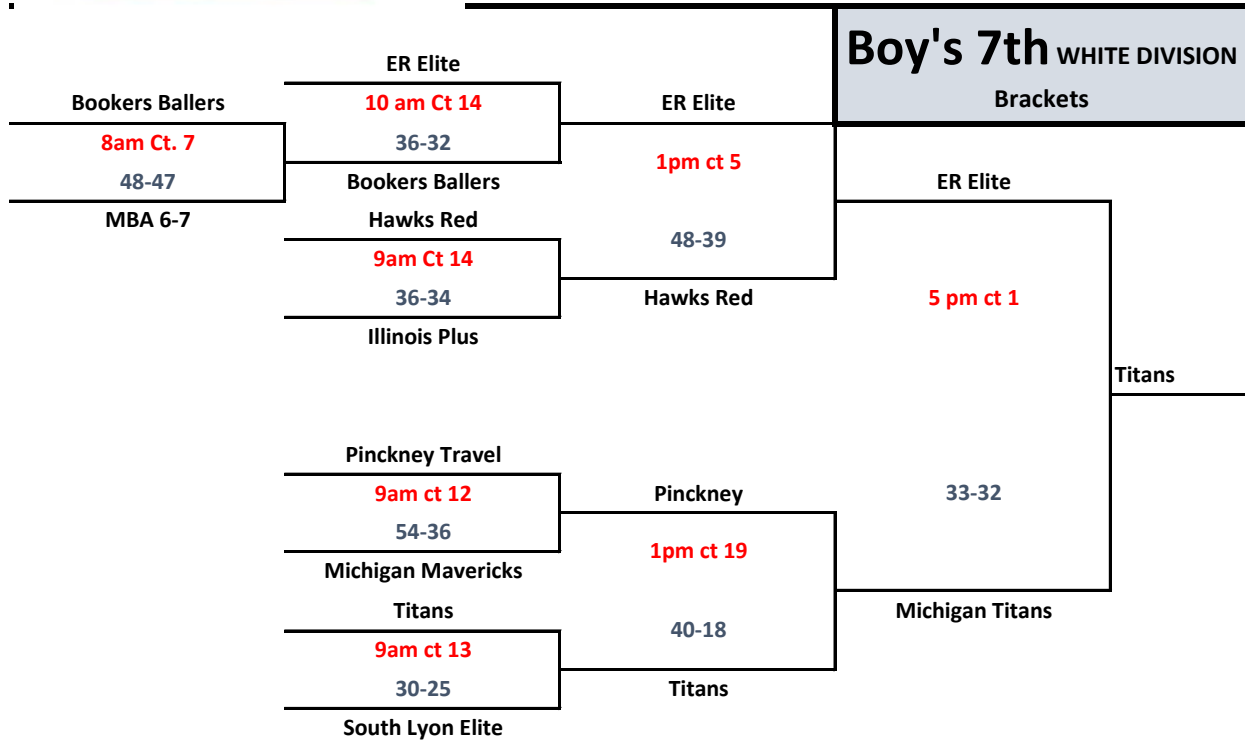 Boy's 7th WHITE DIVISION
Brackets
Bookers Ballers
8am Ct. 7
48-47
MBA 6-7
ER Elite
10 am Ct 14
36-32
Bookers Ballers
Hawks Red
9am Ct 14
36-34
Illinois Plus
Pinckney Travel
9am ct 12
54-36
Michigan Mavericks
Titans
9am ct 13
30-25
South Lyon Elite
ER Elite
1pm ct 5
48-39
Hawks Red
Pinckney
1pm ct 19
40-18
Titans
ER Elite
5 pm ct 1
33-32
Michigan Titans
Titans